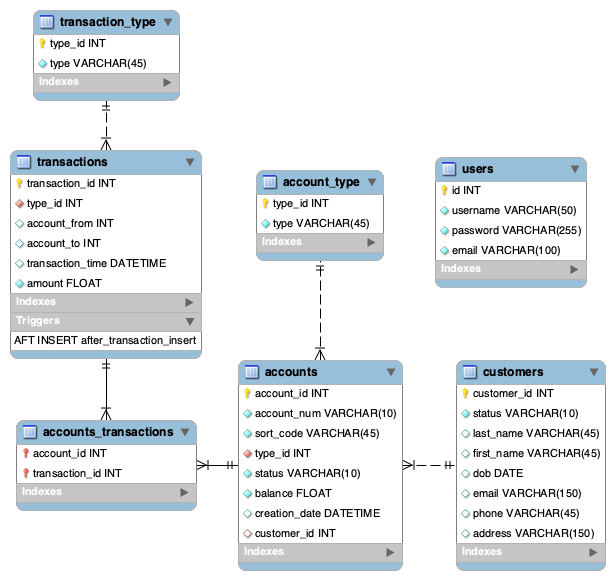 transaction_type
type_id INT
type VARCHAR(45)
Indexes
transactions
transaction_id INT
type_id INT
account_from INT
account_to INT
transaction_time DATETIME
amount FLOAT
Indexes
Triggers
AFT INSERT after_transaction_insert
account_type
type_id INT
type VARCHAR(45)
Indexes
users
id INT
username VARCHAR(50)
password VARCHAR(255)
email VARCHAR(100)
Indexes
accounts_transactions
account_id INT
transaction_id INT
Indexes
accounts
account_id INT
account_num VARCHAR(10)
sort_code VARCHAR(45)
type_id INT
status VARCHAR(10)
balance FLOAT
creation_date DATETIME
customer_id INT
Indexes
customers
customer_id INT
status VARCHAR(10)
last_name VARCHAR(45)
first_name VARCHAR(45)
dob DATE
email VARCHAR(150)
phone VARCHAR(45)
address VARCHAR(150)
Indexes